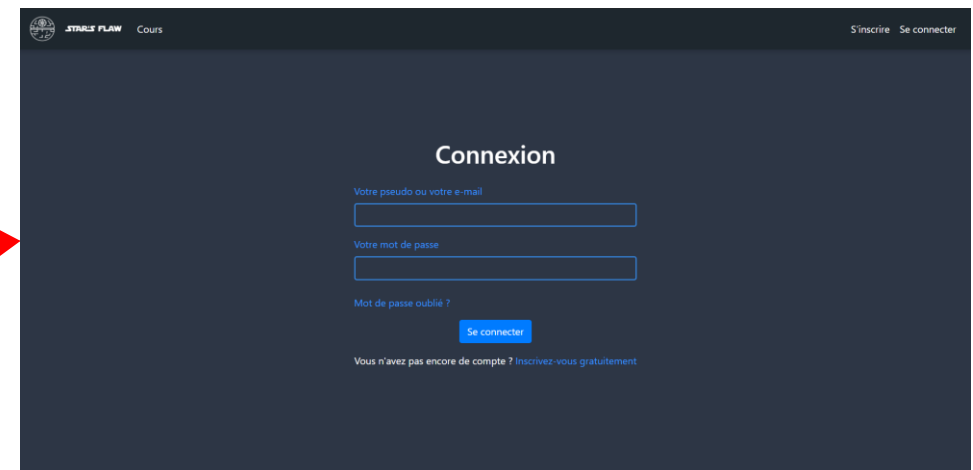 STAR'S FLAW Cours S'inscrire Se connecter
Connexion
Votre pseudo ou votre e-mail
Votre mot de passe
Mot de passe oublié ?
Se connecter
Vous n'avez pas encore de compte ? Inscrivez-vous gratuitement